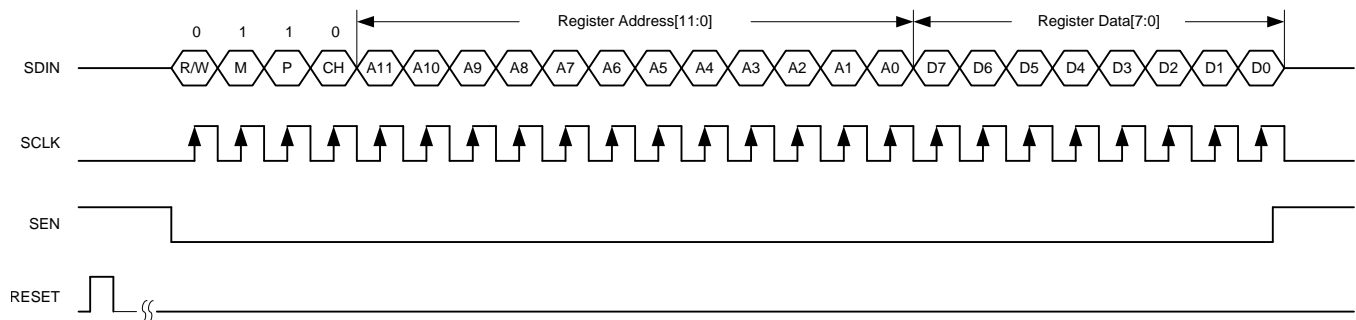 Register Address[11:0] Register Data[7:0]
0 1 1 0
SDIN R/W M P CH A11 A10 A9 A8 A7 A6 A5 A4 A3 A2 A1 A0 D7 D6 D5 D4 D3 D2 D1 D0
SCLK
SEN
RESET